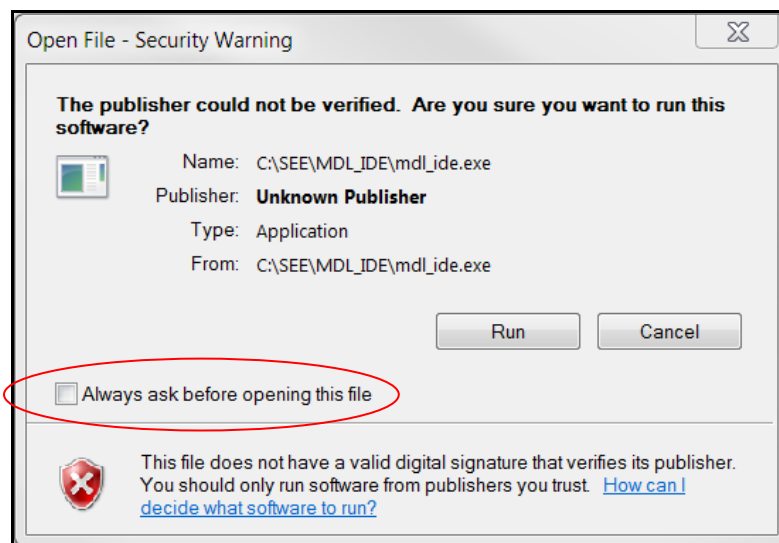 Open File - Security Warning
The publisher could not be verified. Are you sure you want to run this
software?
Name: C:\SEE\MDL_IDE\mdl_ide.exe
Publisher: Unknown Publisher
Type: Application
From: C:\SEE\MDL_IDE\mdl_ide.exe
Run Cancel
Always ask before opening this file
This file does not have a valid digital signature that verifies its publisher.
You should only run software from publishers you trust. How can I
decide what software to run?